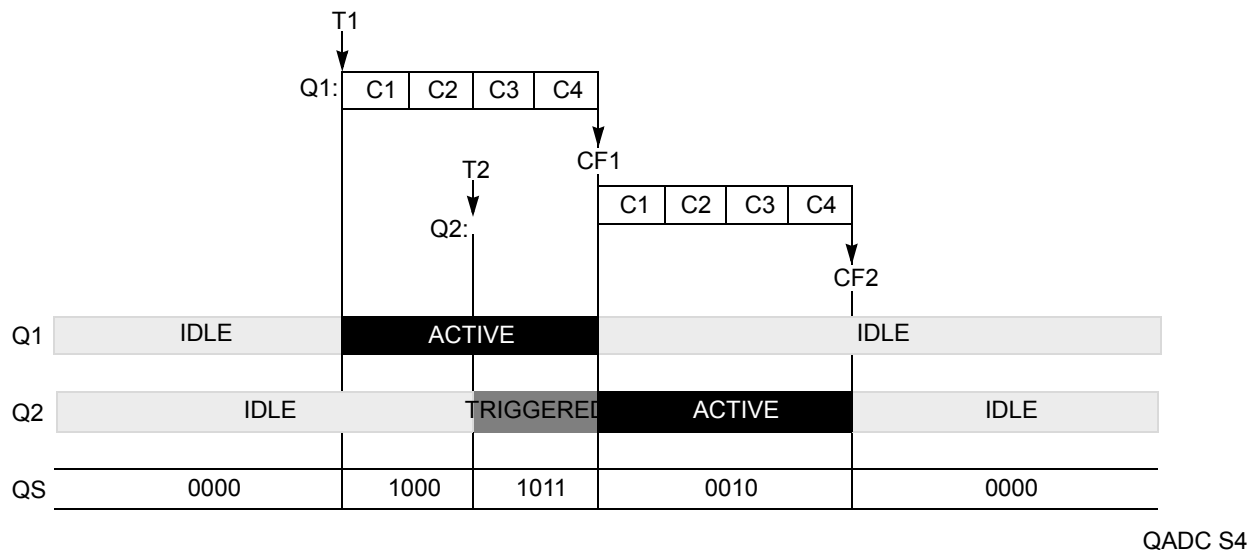 T1
Q1: C1 C2 C3 C4
CF1
T2
C1 C2 C3 C4
Q2:
CF2
Q1 IDLE ACTIVE IDLE
Q2 IDLE TRIGGERED ACTIVE IDLE
QS 0000 1000 1011 0010 0000
QADC S4